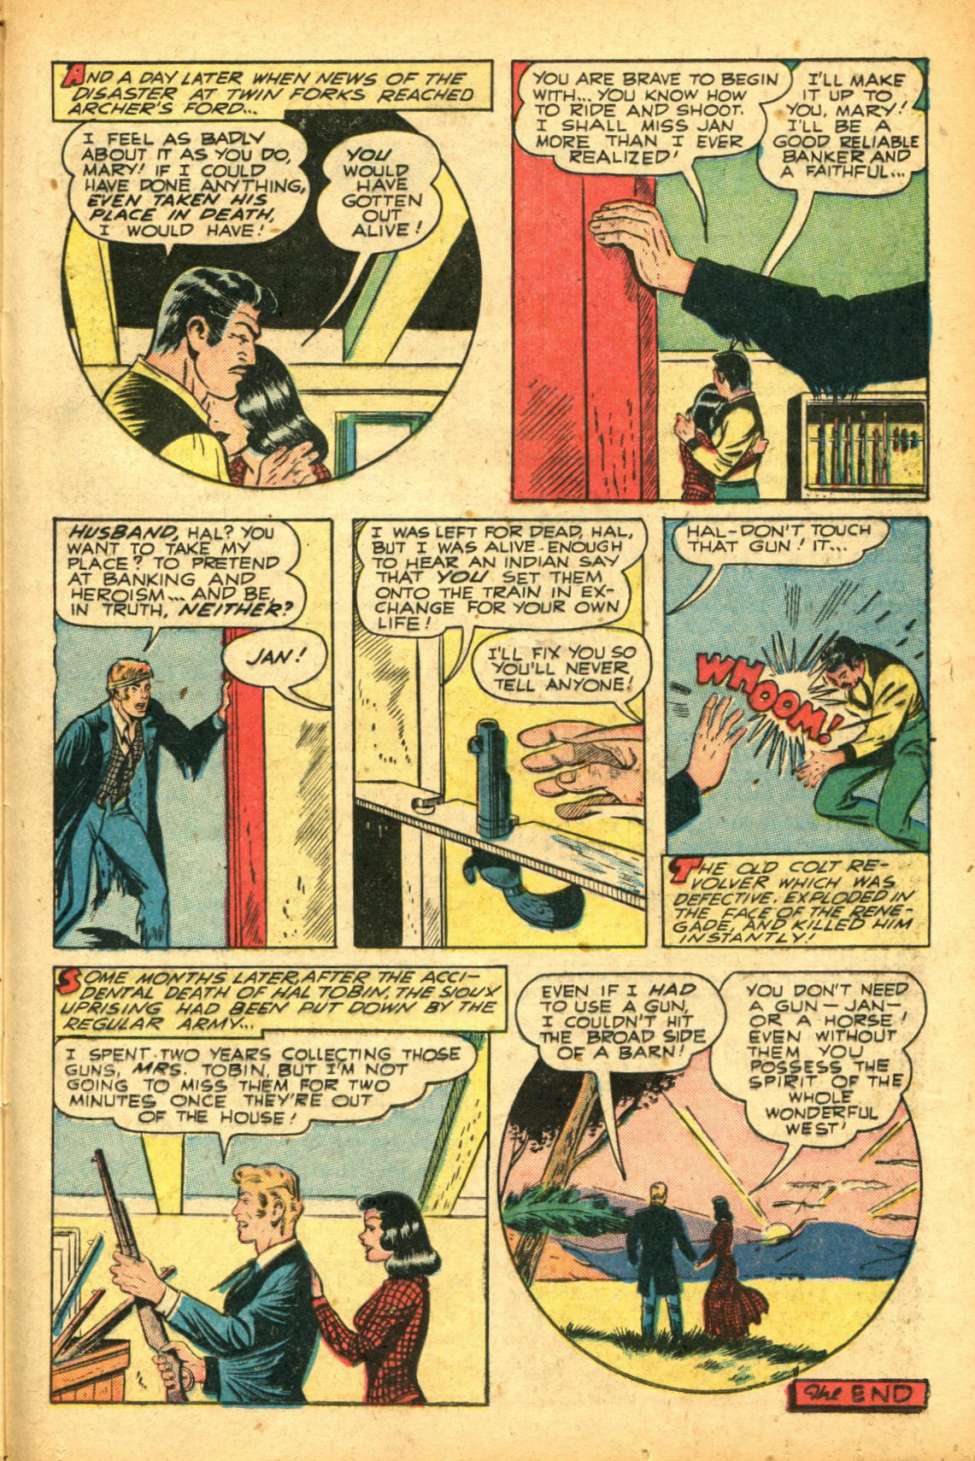 AND A DAY LATER WHEN NEWS OF THE
DISASTER AT TWIN FORKS REACHED
ARCHER'S FORD...
I FEEL AS BADLY
ABOUT IT AS YOU DO,
MARY! IF I COULD
HAVE DONE ANYTHING,
EVEN TAKEN HIS
PLACE IN DEATH,
I WOULD HAVE!
YOU
WOULD
HAVE
GOTTEN
OUT
ALIVE!
YOU ARE BRAVE TO BEGIN
WITH... YOU KNOW HOW
TO RIDE AND SHOOT.
I SHALL MISS JAN
MORE THAN I EVER
REALIZED!
I'LL MAKE
IT UP TO
YOU, MARY!
I'LL BE A
GOOD RELIABLE
BANKER AND
A FAITHFUL...
HUSBAND, HAL? YOU
WANT TO TAKE MY
PLACE? TO PRETEND
AT BANKING AND
HEROISM... AND BE,
IN TRUTH, NEITHER?
JAN!
I WAS LEFT FOR DEAD, HAL,
BUT I WAS ALIVE ENOUGH
TO HEAR AN INDIAN SAY
THAT YOU SET THEM
ONTO THE TRAIN IN EX-
CHANGE FOR YOUR OWN
LIFE!
I'LL FIX YOU SO
YOU'LL NEVER
TELL ANYONE!
HAL-DON'T TOUCH
THAT GUN! IT...
WHOOM!
THE OLD COLT RE-
VOLVER WHICH WAS
DEFECTIVE, EXPLODED IN
THE FACE OF THE RENE-
GADE, AND KILLED HIM
INSTANTLY!
SOME MONTHS LATER, AFTER THE ACCI-
DENTAL DEATH OF HAL TOBIN, THE SIOUX
UPRISING HAD BEEN PUT DOWN BY THE
REGULAR ARMY...
I SPENT TWO YEARS COLLECTING THOSE
GUNS, MRS. TOBIN, BUT I'M NOT
GOING TO MISS THEM FOR TWO
MINUTES ONCE THEY'RE OUT
OF THE HOUSE!
EVEN IF I HAD
TO USE A GUN,
I COULDN'T HIT
THE BROAD SIDE
OF A BARN!
YOU DON'T NEED
A GUN - JAN -
OR A HORSE!
EVEN WITHOUT
THEM YOU
POSSESS THE
SPIRIT OF THE
WHOLE
WONDERFUL
WEST!
The END